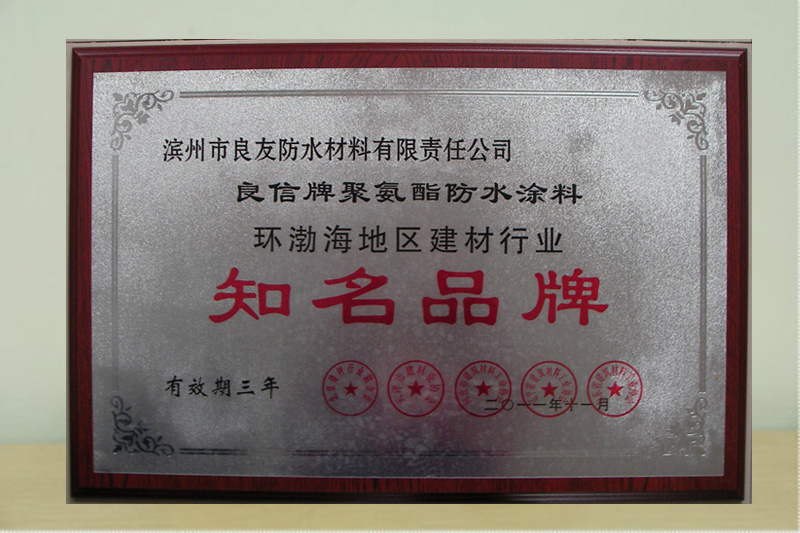 滨州市良友防水材料有限责任公司
良信牌聚氨酯防水涂料
环渤海地区建材行业
知名品牌
有效期三年
二〇一一年十一月